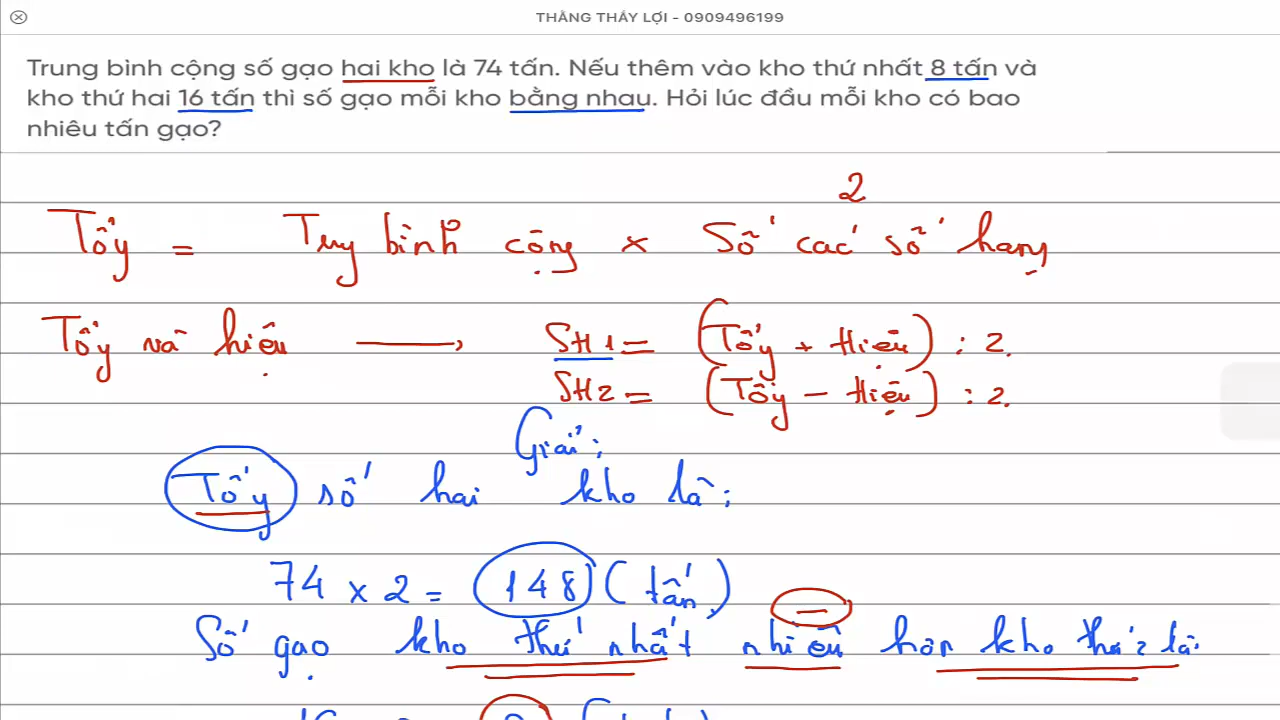 THẰNG THẦY LỢI - 0909496199
Trung bình cộng số gạo hai kho là 74 tấn. Nếu thêm vào kho thứ nhất 8 tấn và
kho thứ hai 16 tấn thì số gạo mỗi kho bằng nhau. Hỏi lúc đầu mỗi kho có bao
nhiêu tấn gạo?
2
Tổng = Trung bình cộng x Số các số hạng
Tổng và hiệu → SH1 = (Tổng + Hiệu) : 2.
SH2 = (Tổng - Hiệu) : 2.
Giải:
Tổng số hai kho là:
74 x 2 = 148 (tấn)
Số gạo kho thứ nhất nhiều hơn kho thứ 2 là: